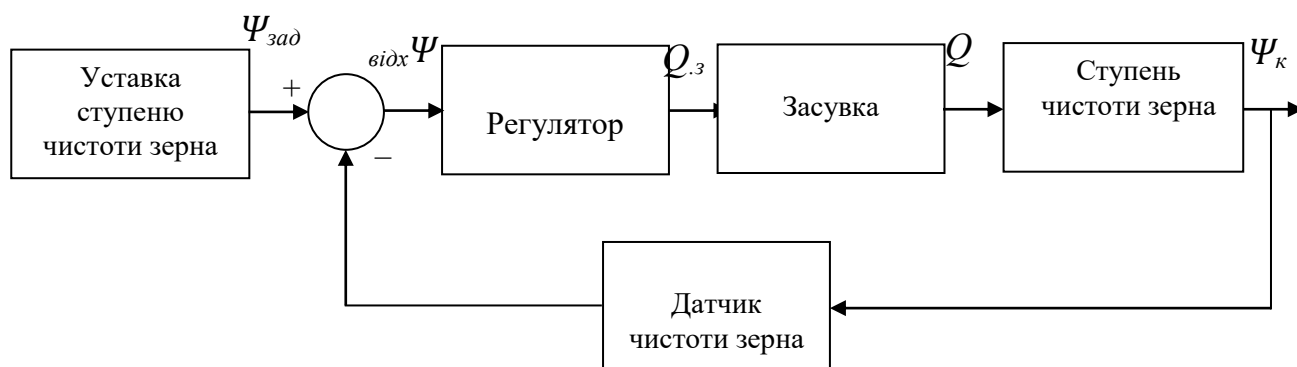 Ψзад
Уставка
ступеню
чистоти зерна
+
−
відхΨ
Регулятор
Q.з
Засувка
Q
Ступень
чистоти зерна
Ψк
Датчик
чистоти зерна